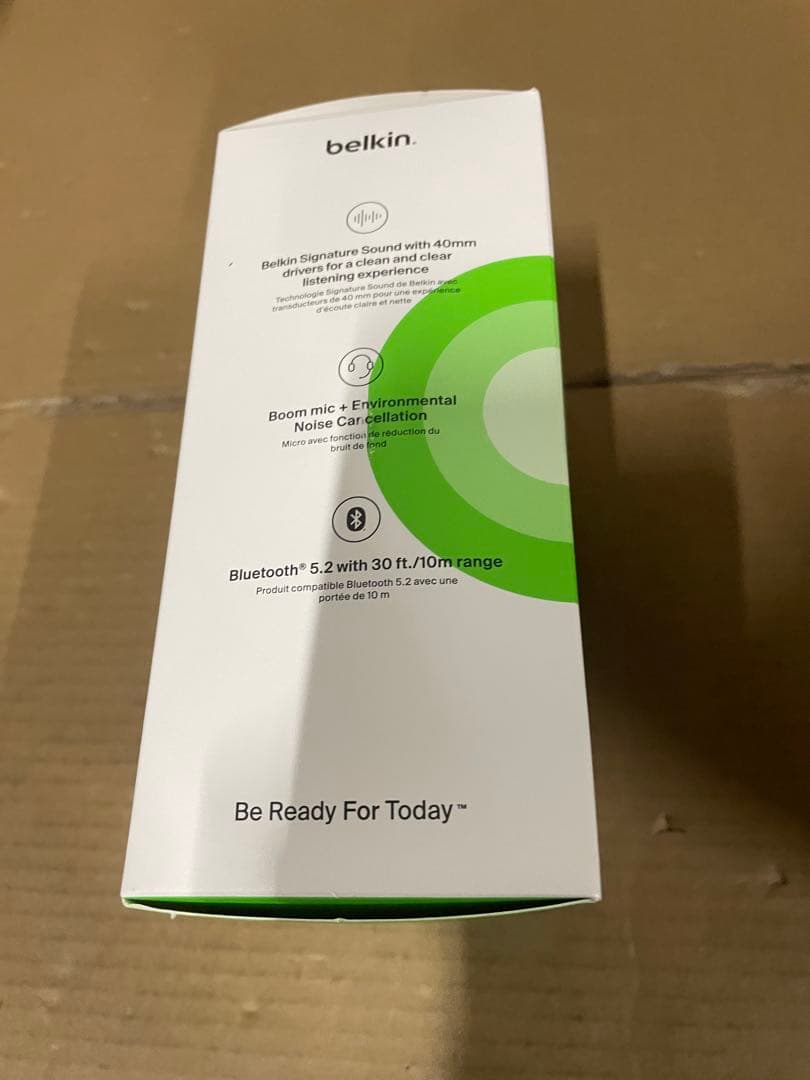 belkin.
Belkin Signature Sound with 40mm
drivers for a clean and clear
listening experience
Technologie Signature Sound de Belkin avec
transducteurs de 40 mm pour une expérience
d'écoute claire et nette
Boom mic + Environmental
Noise Cancellation
Micro avec fonction de réduction du
bruit de fond
Bluetooth® 5.2 with 30 ft./10m range
Produit compatible Bluetooth 5.2 avec une
portée de 10 m
Be Ready For Today™